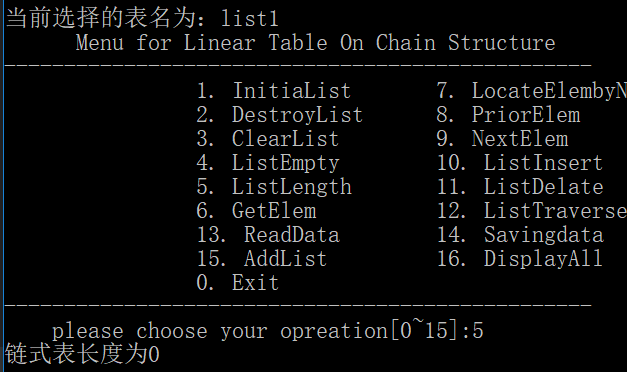 当前选择的表名为：list1
Menu for Linear Table On Chain Structure
-------------------------------------------------
1. InitiaList 7. LocateElembyN
2. DestroyList 8. PriorElem
3. ClearList 9. NextElem
4. ListEmpty 10. ListInsert
5. ListLength 11. ListDelate
6. GetElem 12. ListTraverse
13. ReadData 14. Savingdata
15. AddList 16. DisplayAll
0. Exit
-------------------------------------------------
please choose your opreation[0~15]:5
链式表长度为0